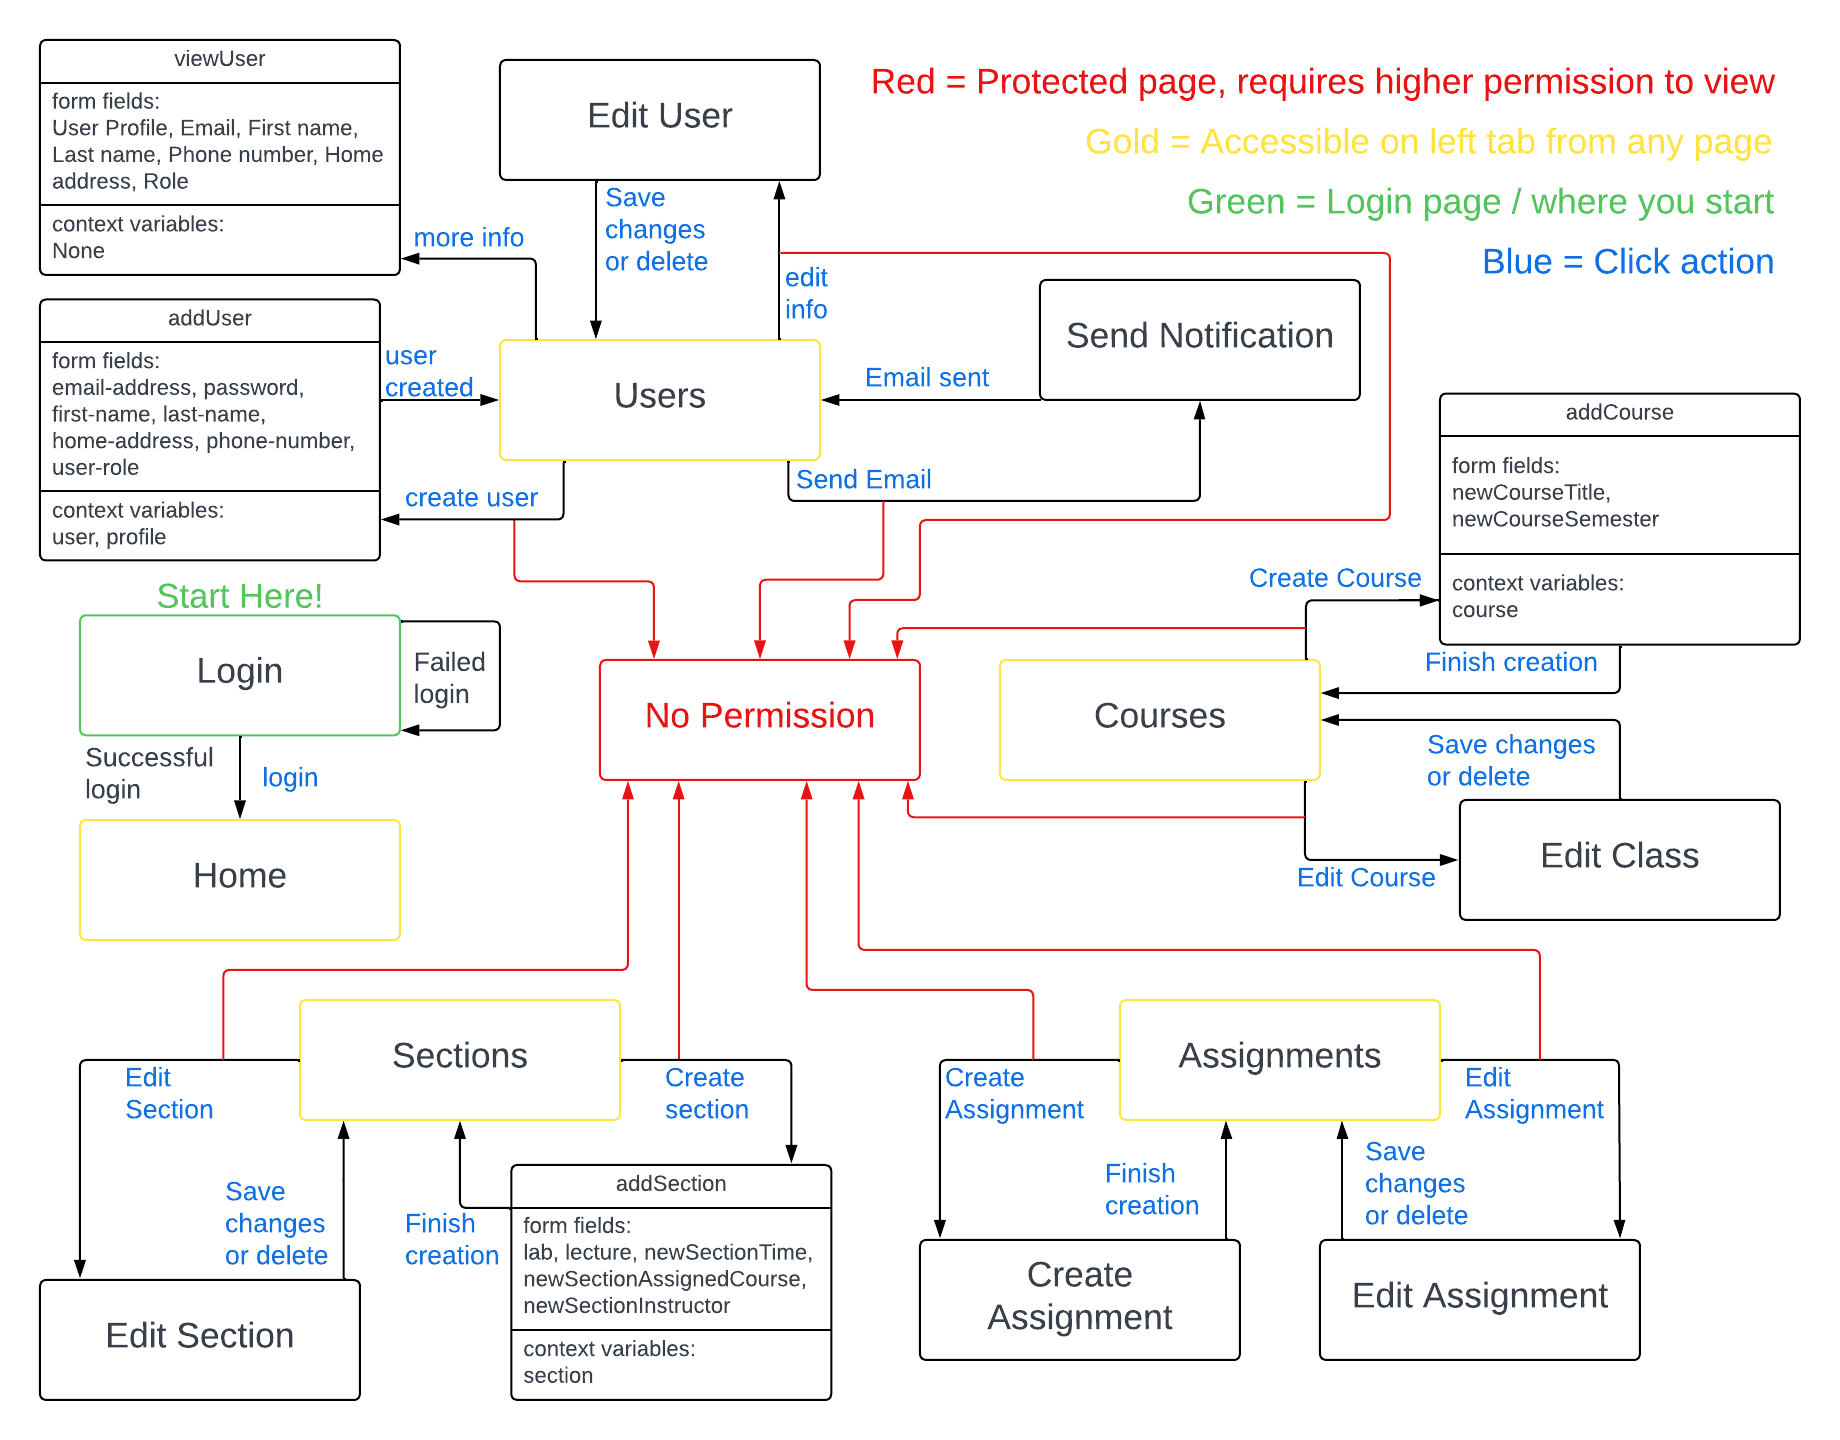 viewUser
form fields:
User Profile, Email, First name,
Last name, Phone number, Home
address, Role
context variables:
None
Edit User
Red = Protected page, requires higher permission to view
Gold = Accessible on left tab from any page
Green = Login page / where you start
Blue = Click action
more info
Save
changes
or delete
edit
info
addUser
form fields:
email-address, password,
first-name, last-name,
home-address, phone-number,
user-role
context variables:
user, profile
user
created
Users
Email sent
Send Notification
create user
Send Email
addCourse
form fields:
newCourseTitle,
newCourseSemester
context variables:
course
Create Course
Finish creation
Start Here!
Login
Failed
login
Successful
login
login
Home
No Permission
Courses
Save changes
or delete
Edit Course
Edit Class
Sections
Edit
Section
Create
section
Save
changes
or delete
Finish
creation
Edit Section
addSection
form fields:
lab, lecture, newSectionTime,
newSectionAssignedCourse,
newSectionInstructor
context variables:
section
Assignments
Create
Assignment
Edit
Assignment
Finish
creation
Save
changes
or delete
Create
Assignment
Edit Assignment